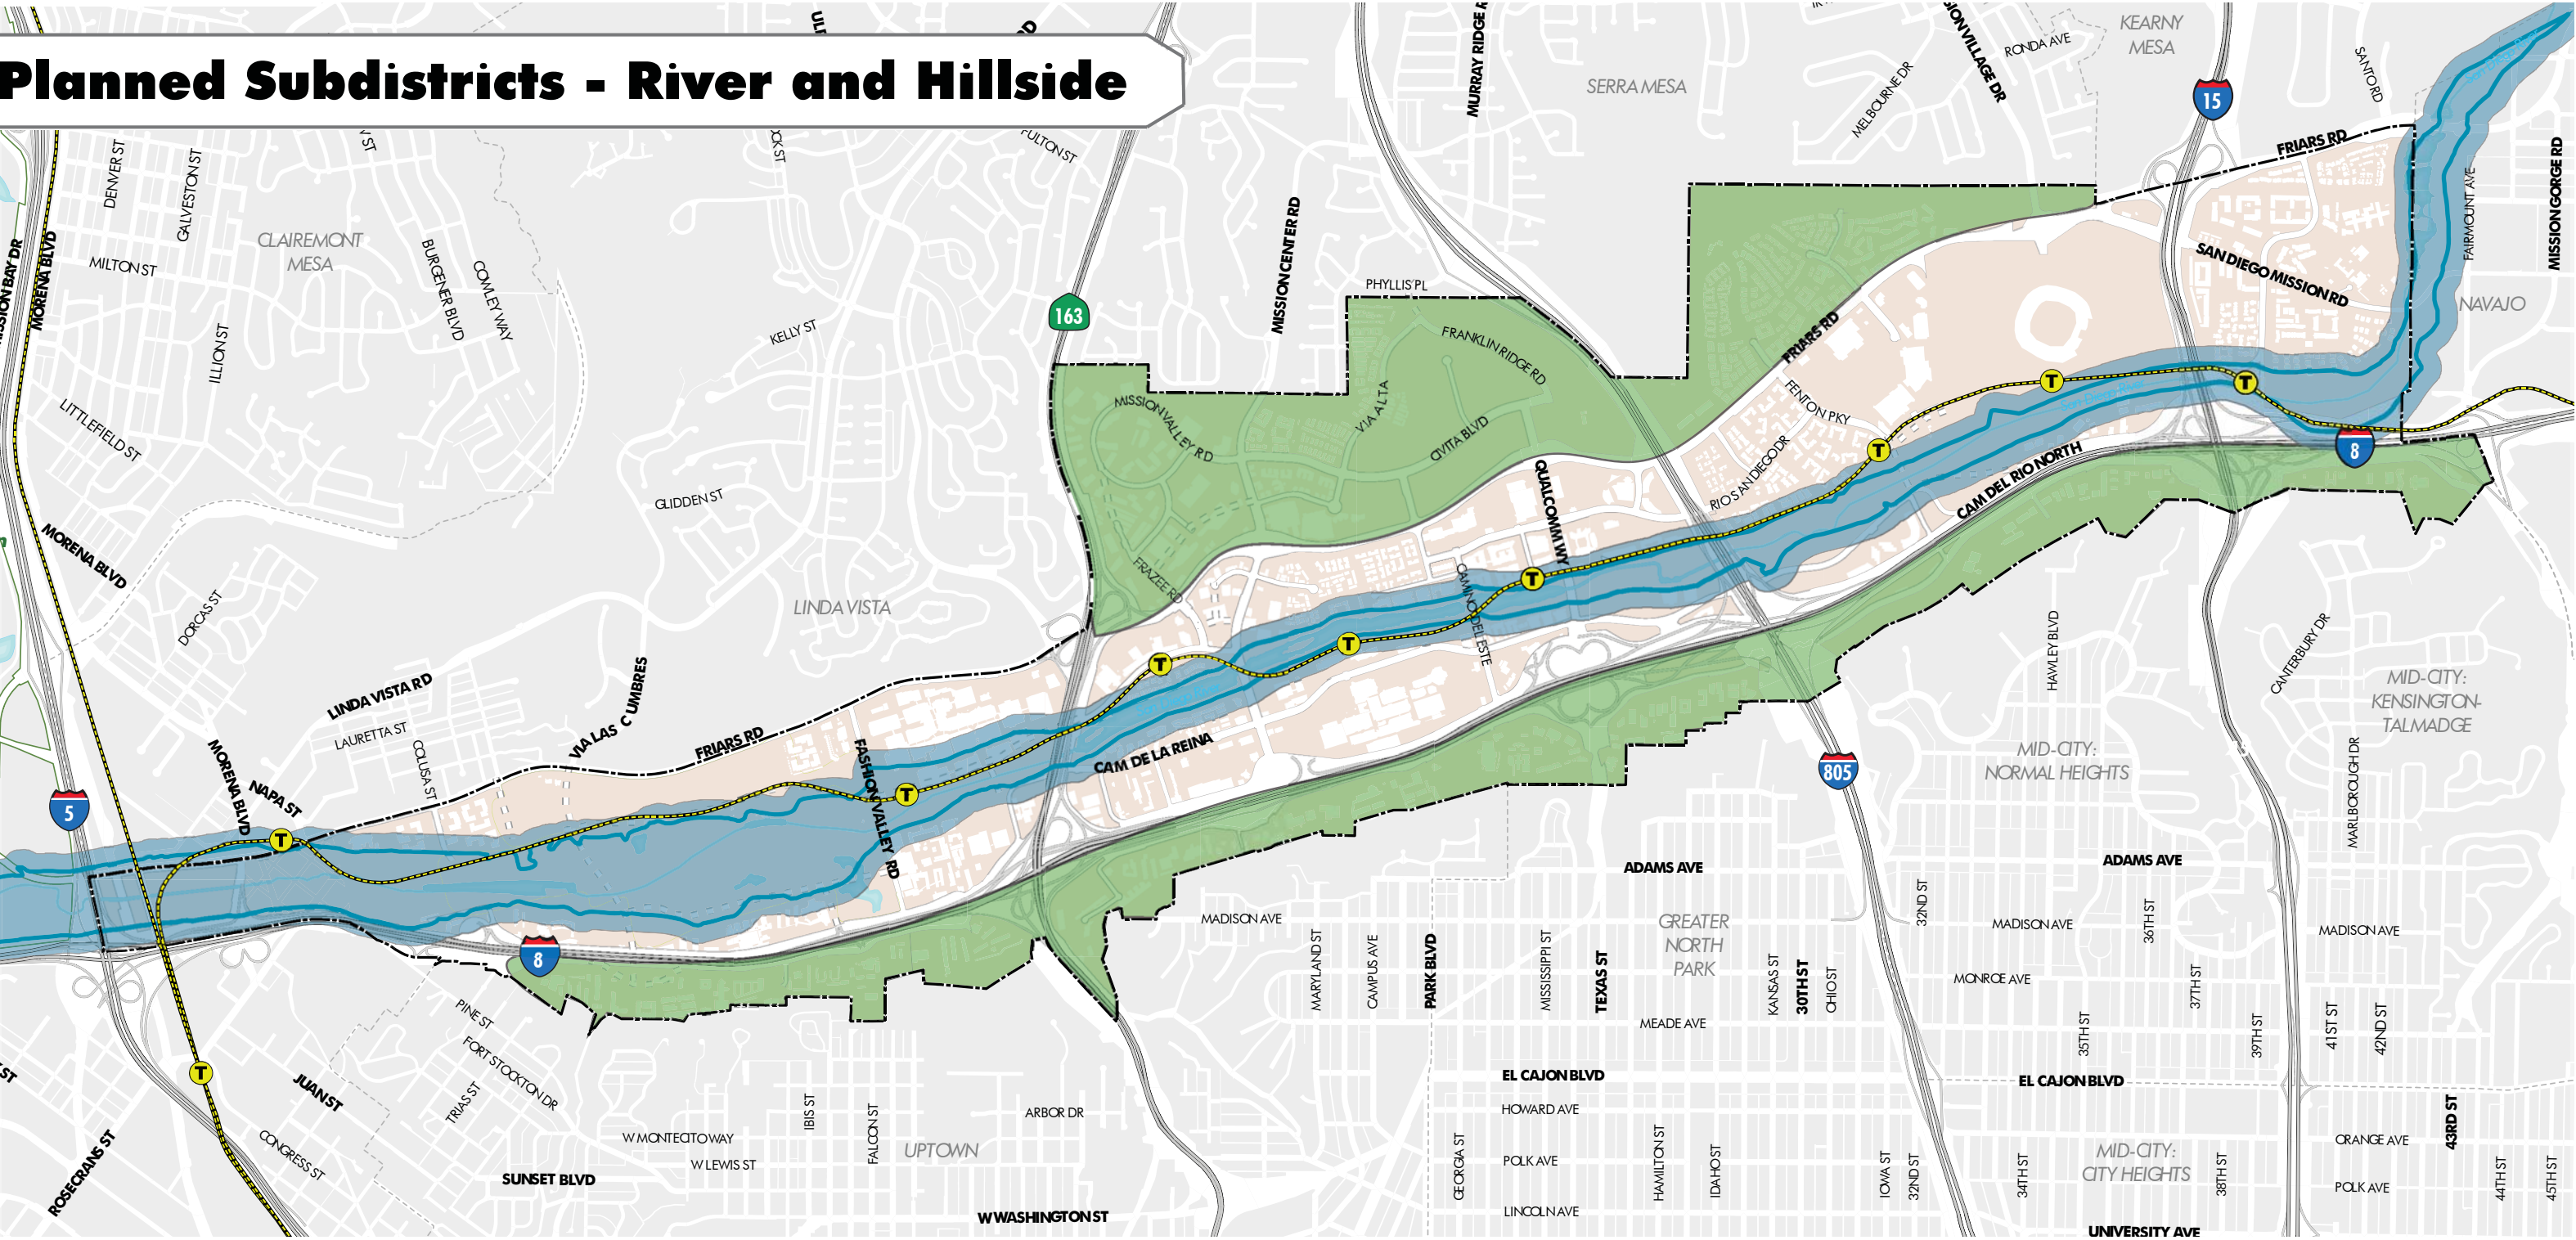 Planned Subdistricts - River and Hillside
KEARNY
MESA
SERRA MESA
MURRAY RIDGE R
RONDA AVE
MELBOURNE DR
SANTO RD
15
FRIARS RD
FAIRMOUNT AVE
MISSION GORGE RD
SAN DIEGO MISSION RD
NAVAJO
DENVER ST
GALVESTON ST
FULTON ST
CLAIREMONT
MESA
MILTON ST
BURGENER BLVD
COWLEY WAY
MORENA BLVD
ISSION BAY DR
ILLION ST
KELLY ST
163
MISSION CENTER RD
PHYLLIS PL
FRANKLIN RIDGE RD
VIA ALTA
CIVITA BLVD
MISSION VALLEY RD
FRIARS RD
FENTON PKY
RIO SAN DIEGO DR
T
T
T
San Diego River
8
CAM DEL RIO NORTH
LITTLEFIELD ST
GLIDDEN ST
QUALCOMM WY
MORENA BLVD
DORCAS ST
LINDA VISTA
FRAZEE RD
CAMINO DEL ESTE
T
T
T
HAWLEY BLVD
CANTERBURY DR
MID-CITY:
KENSINGTON-
TALMADGE
LINDA VISTA RD
LAURETTA ST
COLUSA ST
VIA LAS CUMBRES
FRIARS RD
FASHION VALLEY RD
T
CAM DE LA REINA
805
MID-CITY:
NORMAL HEIGHTS
MARLBOROUGH DR
5
MORENA BLVD
NAPA ST
T
8
ADAMS AVE
ADAMS AVE
MADISON AVE
MARYLAND ST
CAMPUS AVE
PARK BLVD
MISSISSIPPI ST
TEXAS ST
GREATER
NORTH
PARK
KANSAS ST
30TH ST
OHIO ST
32ND ST
MADISON AVE
36TH ST
MADISON AVE
MONROE AVE
37TH ST
35TH ST
39TH ST
41ST ST
42ND ST
MEADE AVE
PINE ST
FORT STOCKTON DR
T
JUAN ST
TRIAS ST
EL CAJON BLVD
EL CAJON BLVD
HOWARD AVE
IBIS ST
FALCON ST
ARBOR DR
UPTOWN
W MONTECITO WAY
W LEWIS ST
SUNSET BLVD
CONGRESS ST
ROSECRANS ST
W WASHINGTON ST
GEORGIA ST
POLK AVE
LINCOLN AVE
HAMILTON ST
IDAHO ST
IOWA ST
32ND ST
34TH ST
MID-CITY:
CITY HEIGHTS
38TH ST
ORANGE AVE
POLK AVE
43RD ST
44TH ST
45TH ST
UNIVERSITY AVE